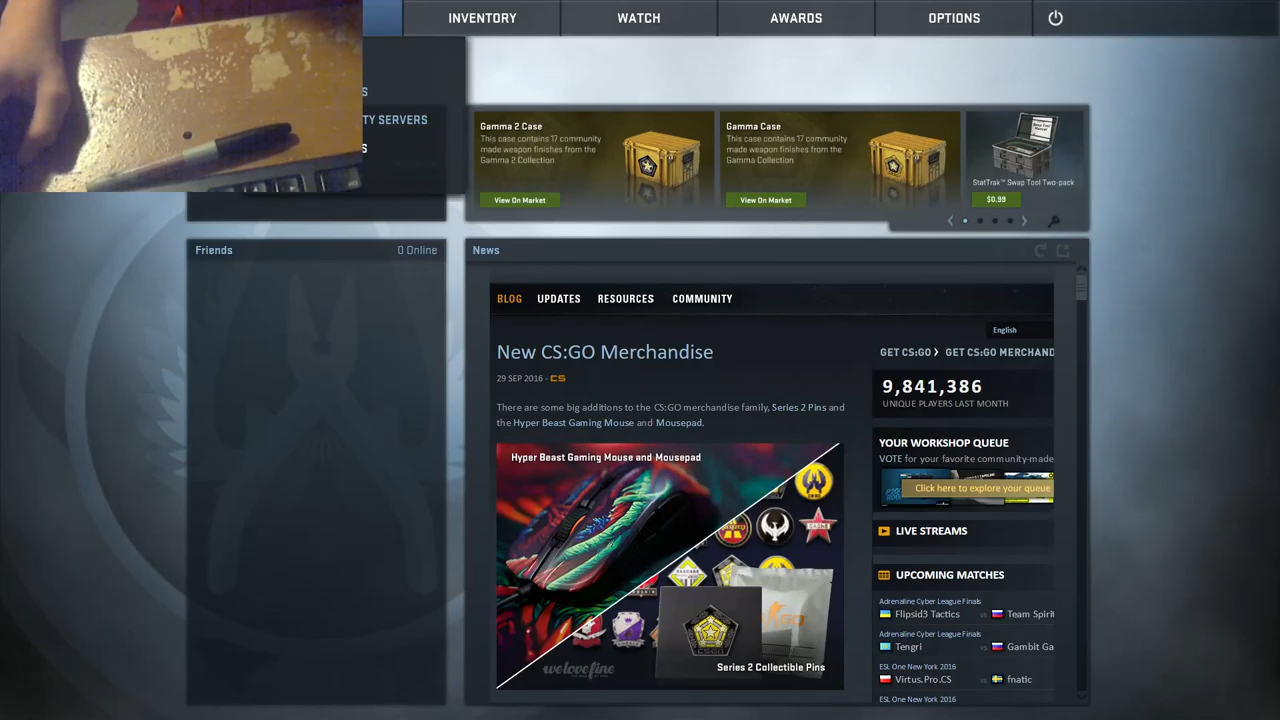 INVENTORY
WATCH
AWARDS
OPTIONS
S
TY SERVERS
S
Gamma 2 Case
This case contains 17 community
made weapon finishes from the
Gamma 2 Collection
View On Market
Gamma Case
This case contains 17 community
made weapon finishes from the
Gamma Collection
View On Market
StatTrak™ Swap Tool Two-pack
$0.99
Friends
0 Online
News
BLOG
UPDATES
RESOURCES
COMMUNITY
English
New CS:GO Merchandise
29 SEP 2016 - CS
There are some big additions to the CS:GO merchandise family, Series 2 Pins and
the Hyper Beast Gaming Mouse and Mousepad.
Hyper Beast Gaming Mouse and Mousepad
welovefine
Series 2 Collectible Pins
GET CS:GO › GET CS:GO MERCHAND
9,841,386
UNIQUE PLAYERS LAST MONTH
YOUR WORKSHOP QUEUE
VOTE for your favorite community-made
Click here to explore your queue
LIVE STREAMS
UPCOMING MATCHES
Adrenaline Cyber League Finals
Flipsid3 Tactics vs Team Spirit
Adrenaline Cyber League Finals
Tengri vs Gambit Ga
ESL One New York 2016
Virtus.Pro.CS vs fnatic
ESL One New York 2016